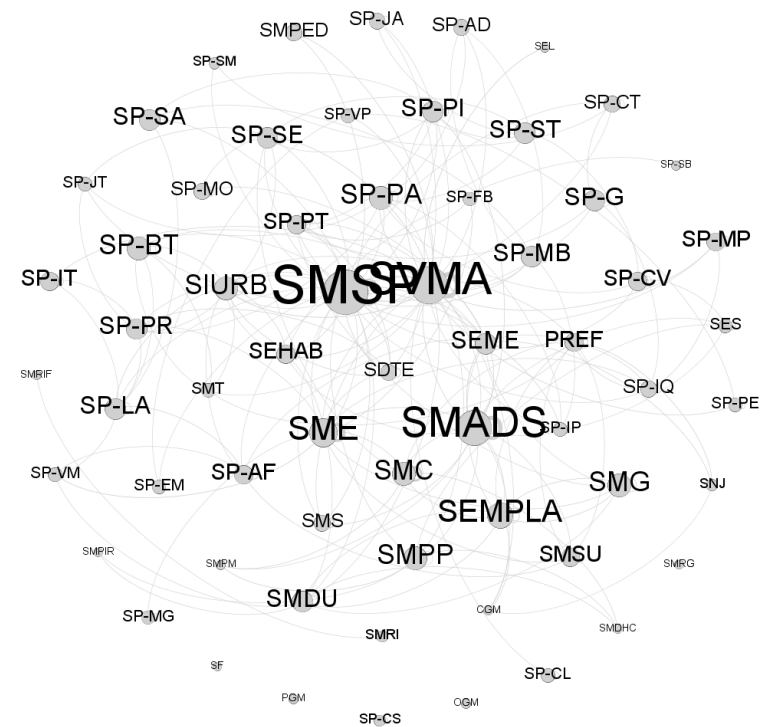 SP-JA
SP-AD
SMPED
SEL
SP-SM
SP-CT
SP-PI
SP-SA
SP-VP
SP-ST
SP-SE
SP-SB
SP-JT
SP-MO
SP-PA
SP-FB
SP-G
SP-PT
SP-BT
SP-MB
SP-MP
SP-IT
SIURB
SMSP
SVMA
SP-CV
SP-PR
SES
SEHAB
SEME
PREF
SMRIF
SDTE
SMT
SP-IQ
SP-LA
SP-PE
SME
SMADS
SP-IP
SP-VM
SP-EM
SP-AF
SMC
SMG
SNJ
SMS
SEMPLA
SMPIR
SMPM
SMPP
SMSU
SMRG
SMDU
CGM
SP-MG
SMRI
SMDHC
SF
SP-CL
PGM
OGM
SP-CS